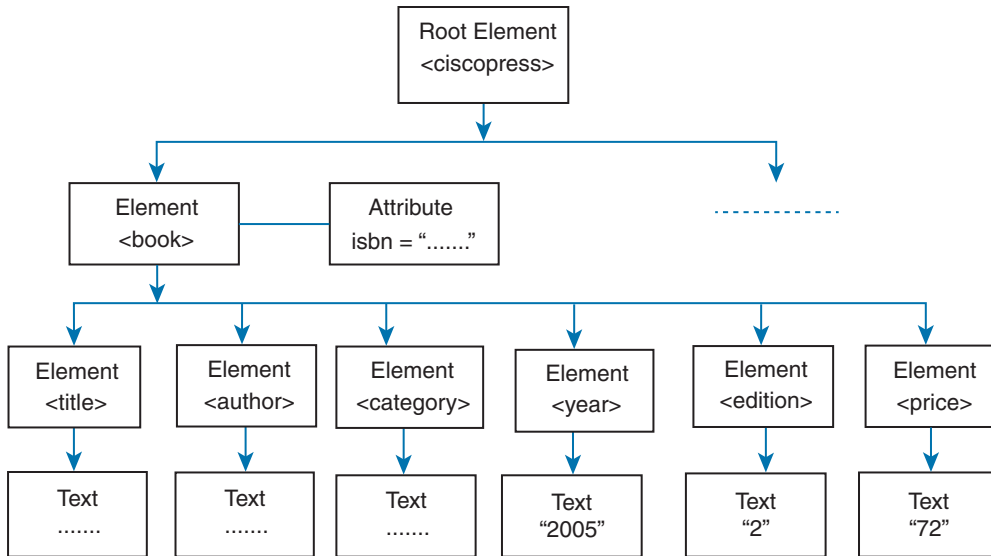 Root Element
<ciscopress>
Element
<book>
Attribute
isbn = “.......”
Element
<title>
Element
<author>
Element
<category>
Element
<year>
Element
<edition>
Element
<price>
Text
.......
Text
.......
Text
.......
Text
“2005”
Text
“2”
Text
“72”